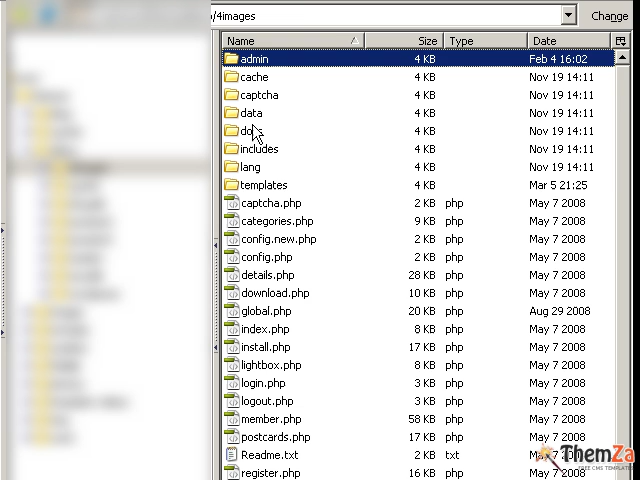 /4images Change
Name Size Type Date
admin 4 KB Feb 4 16:02
cache 4 KB Nov 19 14:11
captcha 4 KB Nov 19 14:11
data 4 KB Nov 19 14:11
4 KB Nov 19 14:11
includes 4 KB Nov 19 14:11
lang 4 KB Nov 19 14:11
templates 4 KB Mar 5 21:25
captcha.php 2 KB php May 7 2008
categories.php 9 KB php May 7 2008
config.new.php 2 KB php May 7 2008
config.php 2 KB php May 7 2008
details.php 28 KB php May 7 2008
download.php 10 KB php May 7 2008
global.php 20 KB php Aug 29 2008
index.php 8 KB php May 7 2008
install.php 17 KB php May 7 2008
lightbox.php 8 KB php May 7 2008
login.php 3 KB php May 7 2008
logout.php 3 KB php May 7 2008
member.php 58 KB php May 7 2008
postcards.php 17 KB php May 7 2008
Readme.txt 2 KB txt May 7 2008
register.php 16 KB php May 7 2008
ThemZa
FREE CMS TEMPLATES